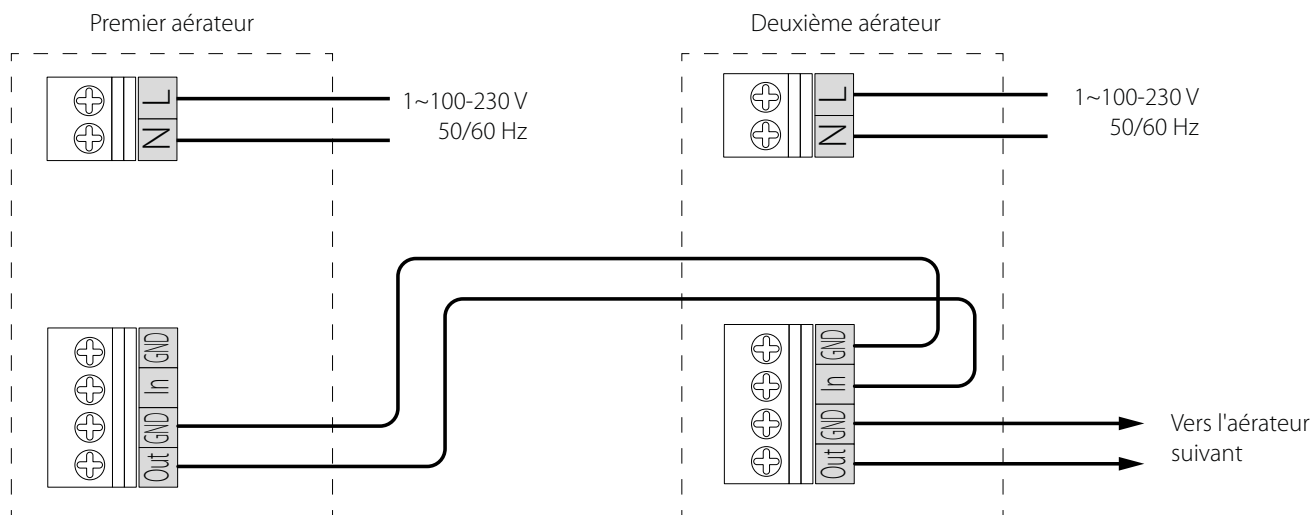 Premier aérateur
Deuxième aérateur
L
N
1~100-230 V
50/60 Hz
L
N
1~100-230 V
50/60 Hz
GND
In
GND
Out
GND
In
GND
Out
Vers l'aérateur
suivant